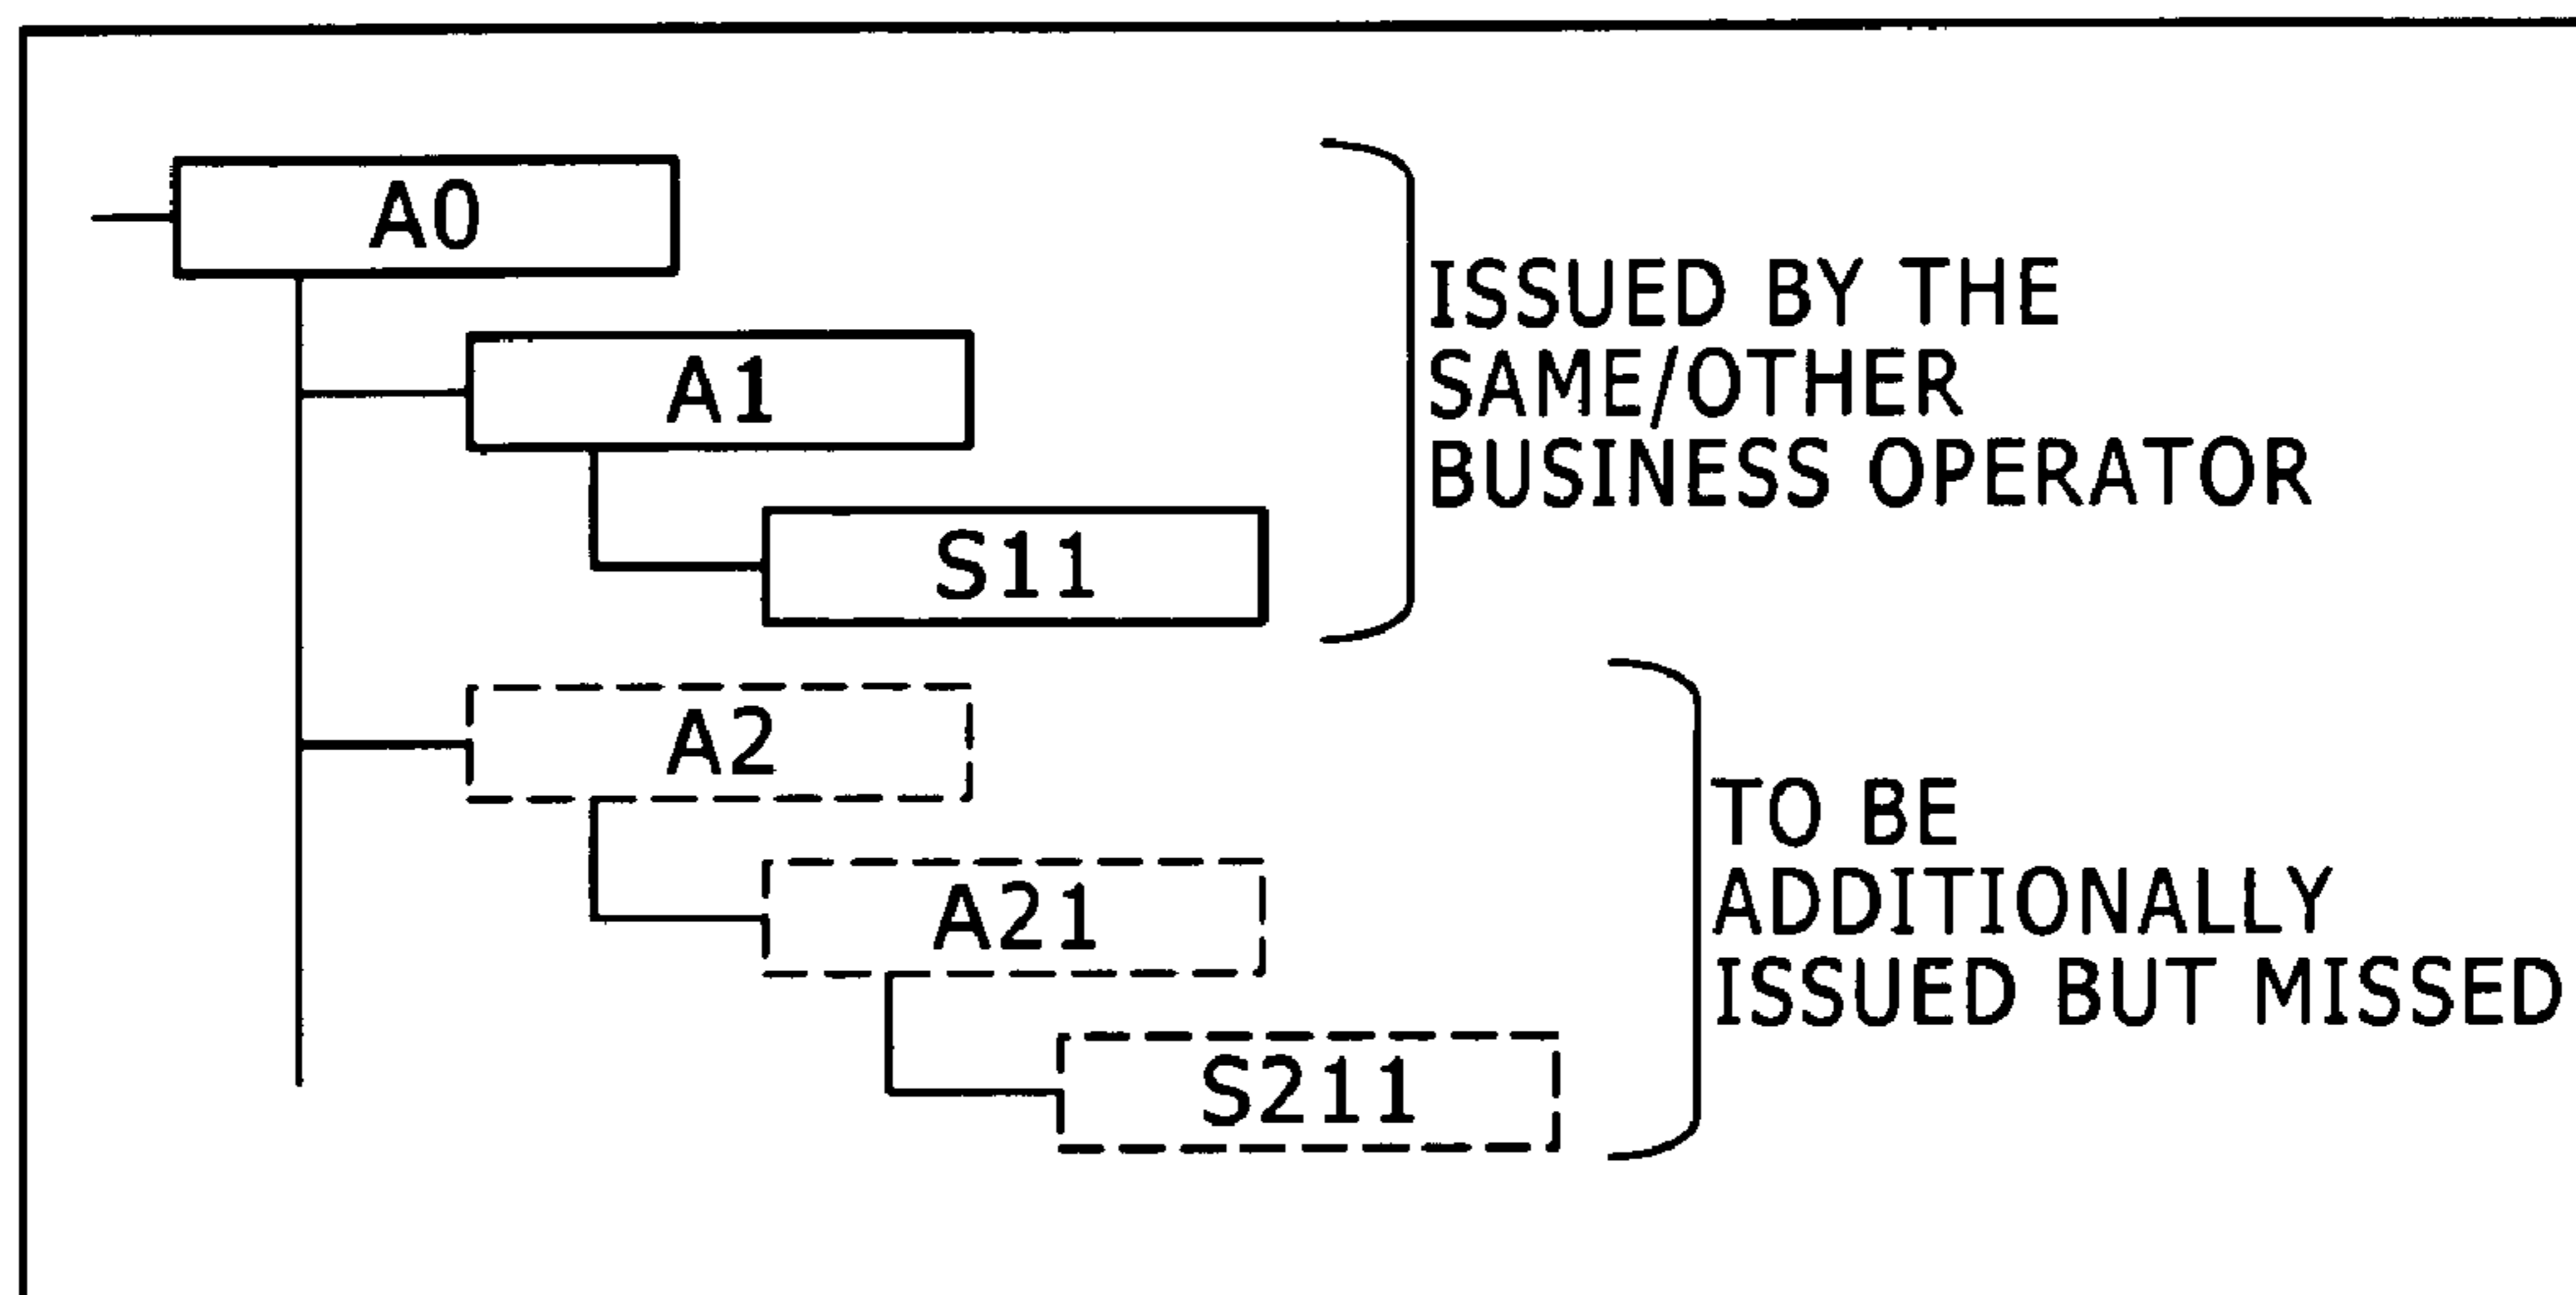 A0
A1
S11
ISSUED BY THE
SAME/OTHER
BUSINESS OPERATOR
A2
A21
S211
TO BE
ADDITIONALLY
ISSUED BUT MISSED